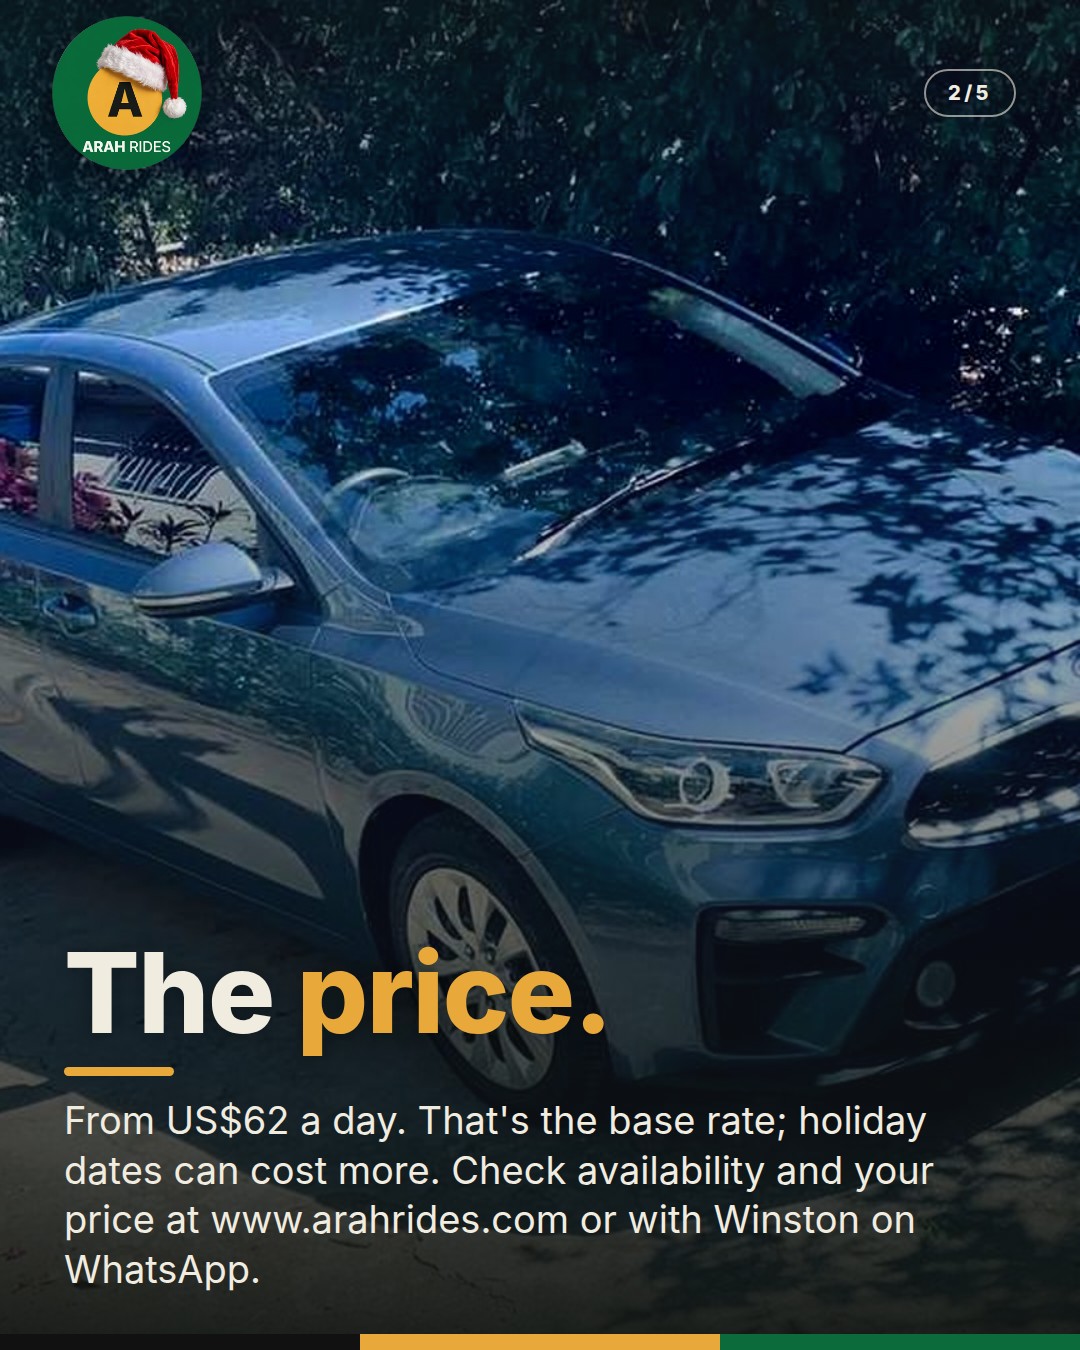 A
ARAH RIDES
2/5
The price.
From US$62 a day. That's the base rate; holiday
dates can cost more. Check availability and your
price at www.arahrides.com or with Winston on
WhatsApp.